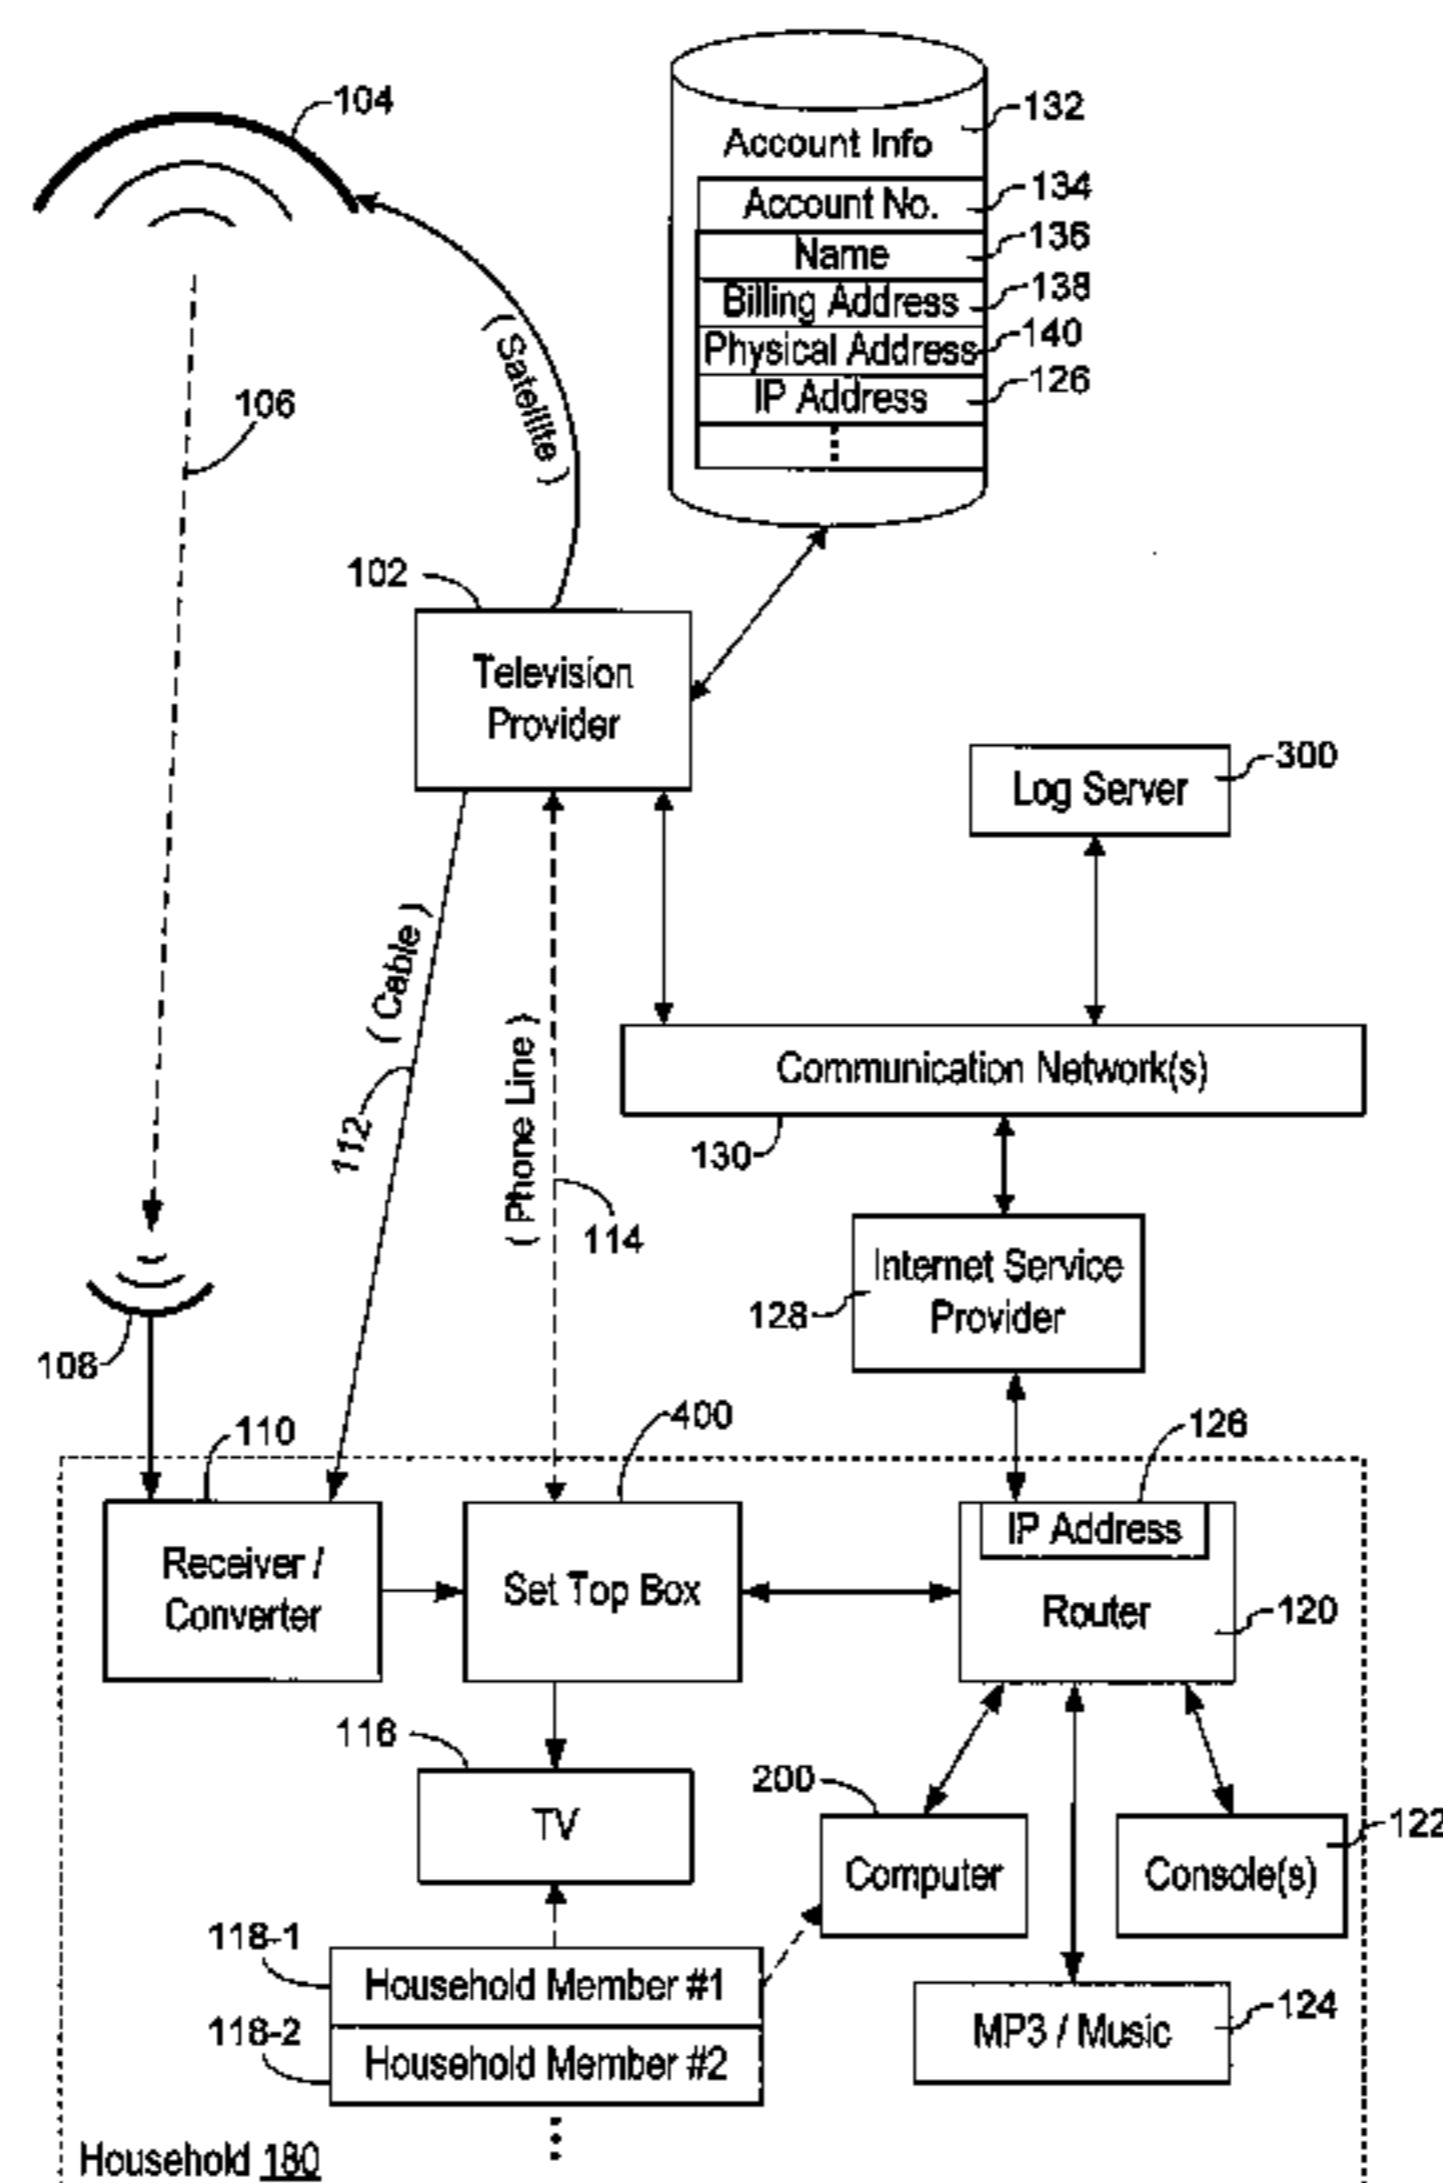 104
132
Account Info
134
Account No.
136
Name
138
Billing Address
140
Physical Address
126
IP Address
106
( Satellite )
102
Television
Provider
300
Log Server
( Cable )
112
( Phone Line )
114
Communication Network(s)
130
Internet Service
Provider
128
108
110
400
126
Receiver /
Converter
Set Top Box
IP Address
Router
120
116
TV
200
Computer
122
Console(s)
118-1
Household Member #1
118-2
Household Member #2
MP3 / Music
124
Household 180